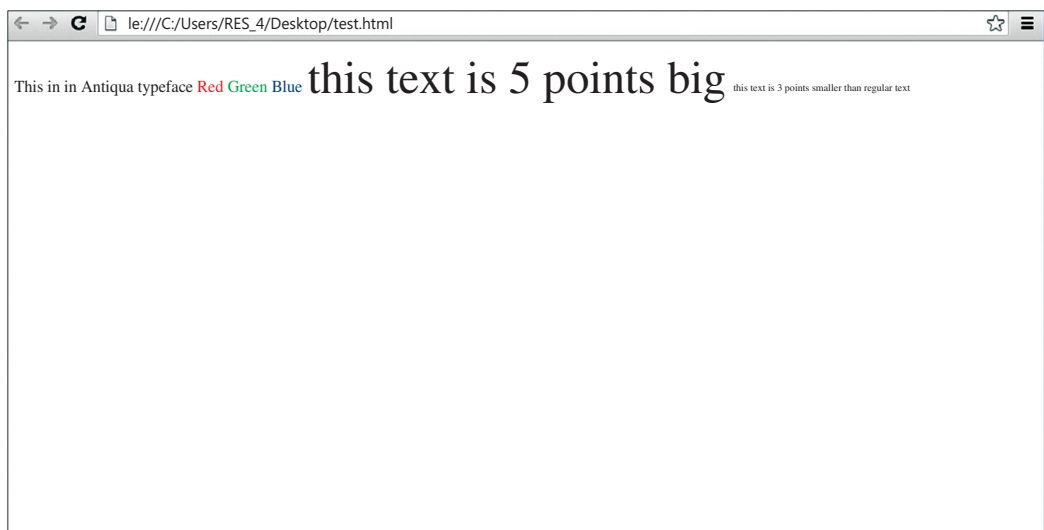 le:///C:/Users/RES_4/Desktop/test.html
This in in Antiqua typeface Red Green Blue this text is 5 points big this text is 3 points smaller than regular text